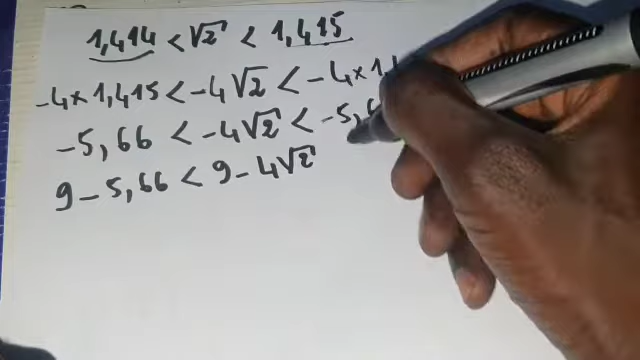 1,414 < √2 < 1,415
-4 × 1,415 < -4√2 < -4 × 1,
-5,66 < -4√2 < -5,6
9 - 5,66 < 9 - 4√2